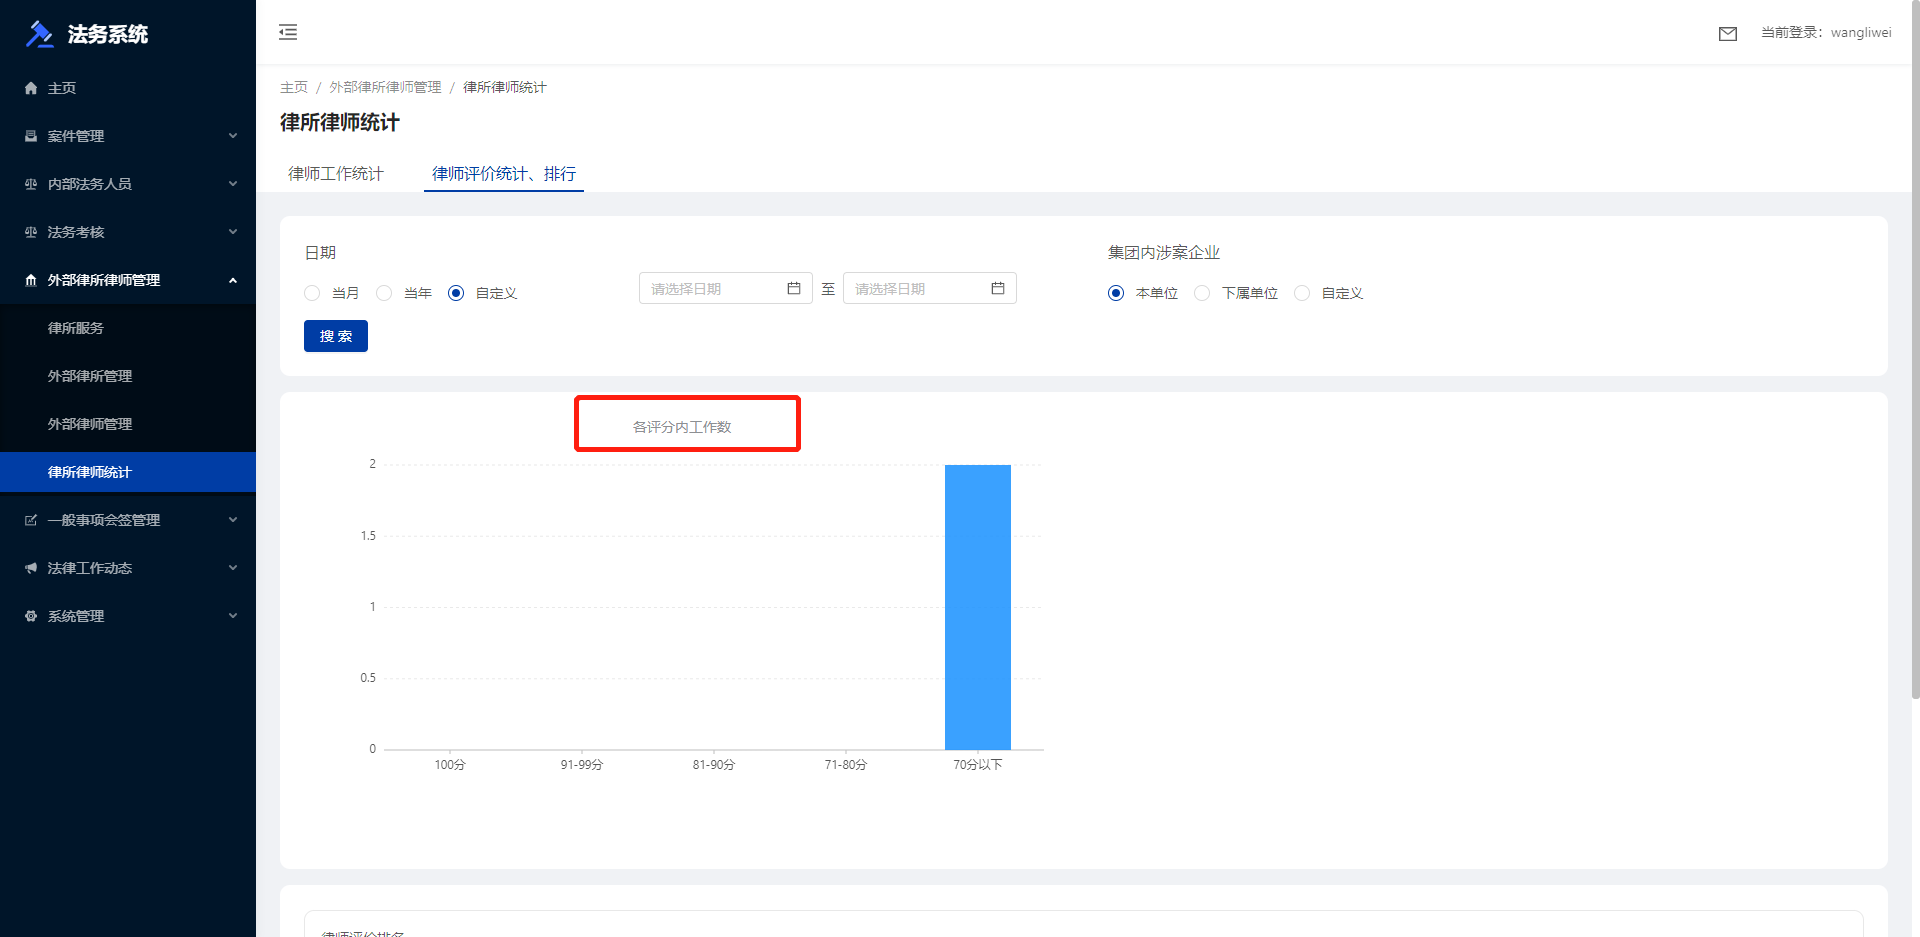 法务系统
当前登录：wangliwei
主页
案件管理
内部法务人员
法务考核
外部律所律师管理
律所服务
外部律所管理
外部律师管理
律所律师统计
一般事项会签管理
法律工作动态
系统管理
主页 / 外部律所律师管理 / 律所律师统计
律所律师统计
律师工作统计 律师评价统计、排行
日期
当月 当年 自定义
请选择日期 至 请选择日期
集团内涉案企业
本单位 下属单位 自定义
搜 索
各评分内工作数
2
1.5
1
0.5
0
100分 91-99分 81-90分 71-80分 70分以下
律师评价排名